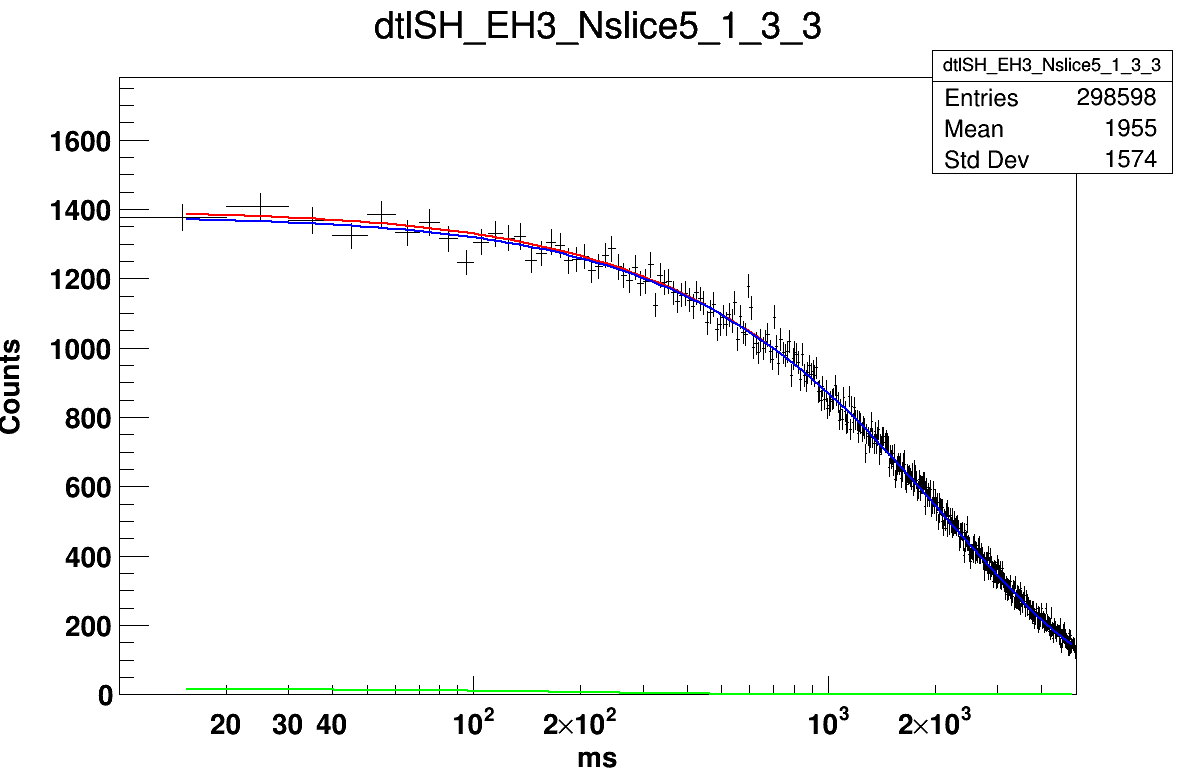 dtlSH_EH3_Nslice5_1_3_3
dtlSH_EH3_Nslice5_1_3_3
Entries 298598
Mean 1955
Std Dev 1574
1600
1400
1200
1000
800
600
400
200
0
Counts
20 30 40 10² 2×10² 10³ 2×10³
ms